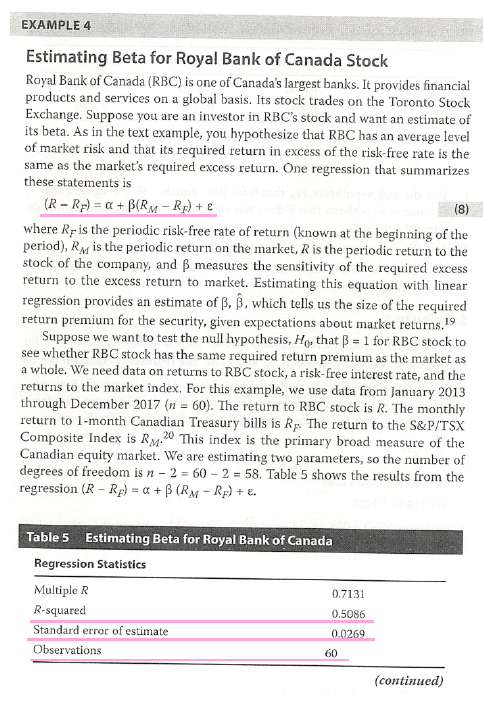 EXAMPLE 4
Estimating Beta for Royal Bank of Canada Stock
Royal Bank of Canada (RBC) is one of Canada's largest banks. It provides financial
products and services on a global basis. Its stock trades on the Toronto Stock
Exchange. Suppose you are an investor in RBC's stock and want an estimate of
its beta. As in the text example, you hypothesize that RBC has an average level
of market risk and that its required return in excess of the risk-free rate is the
same as the market's required excess return. One regression that summarizes
these statements is
(R − R_F) = α + β(R_M − R_F) + ε (8)
where R_F is the periodic risk-free rate of return (known at the beginning of the
period), R_M is the periodic return on the market, R is the periodic return to the
stock of the company, and β measures the sensitivity of the required excess
return to the excess return to market. Estimating this equation with linear
regression provides an estimate of β, β̂, which tells us the size of the required
return premium for the security, given expectations about market returns.¹⁹
Suppose we want to test the null hypothesis, H₀, that β = 1 for RBC stock to
see whether RBC stock has the same required return premium as the market as
a whole. We need data on returns to RBC stock, a risk-free interest rate, and the
returns to the market index. For this example, we use data from January 2013
through December 2017 (n = 60). The return to RBC stock is R. The monthly
return to 1-month Canadian Treasury bills is R_F. The return to the S&P/TSX
Composite Index is R_M.²⁰ This index is the primary broad measure of the
Canadian equity market. We are estimating two parameters, so the number of
degrees of freedom is n − 2 = 60 − 2 = 58. Table 5 shows the results from the
regression (R − R_F) = α + β (R_M − R_F) + ε.
Table 5 Estimating Beta for Royal Bank of Canada
Regression Statistics
Multiple R 0.7131
R-squared 0.5086
Standard error of estimate 0.0269
Observations 60
(continued)